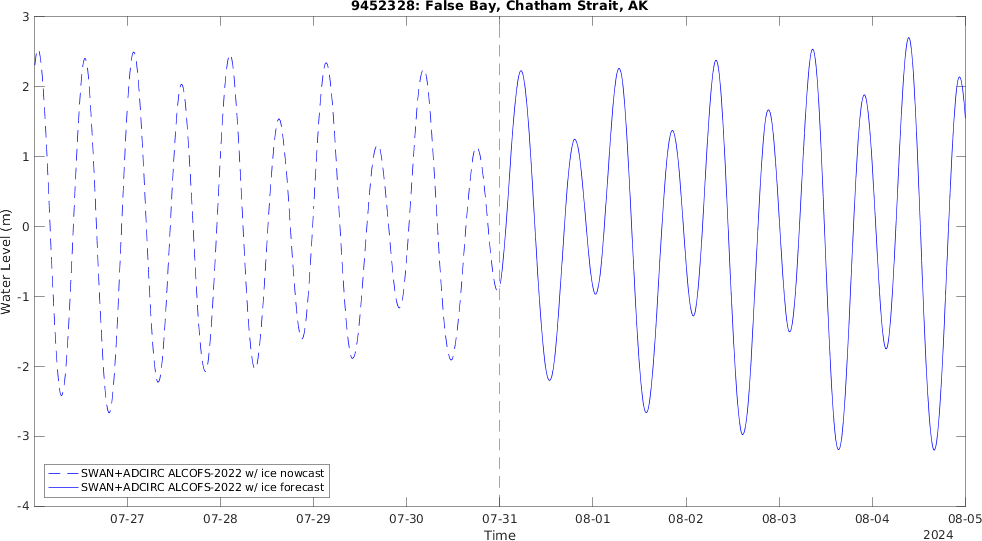 9452328: False Bay, Chatham Strait, AK
3
2
1
0
-1
-2
-3
-4
Water Level (m)
SWAN+ADCIRC ALCOFS-2022 w/ ice nowcast
SWAN+ADCIRC ALCOFS-2022 w/ ice forecast
07-27 07-28 07-29 07-30 07-31 08-01 08-02 08-03 08-04 08-05
Time
2024